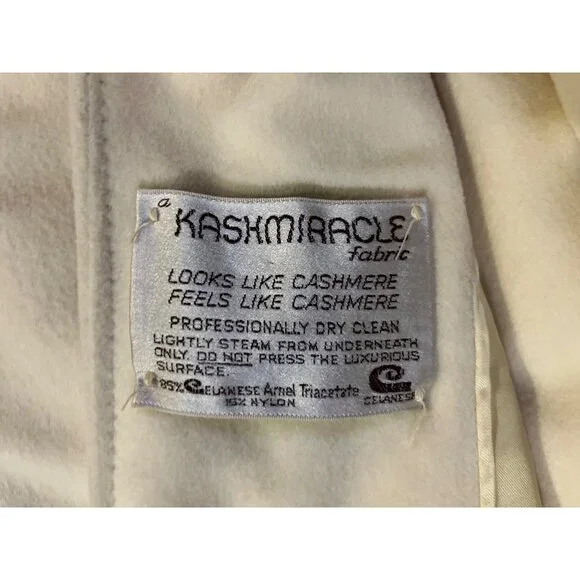 a
KASHMIRACLE
fabric
LOOKS LIKE CASHMERE
FEELS LIKE CASHMERE
PROFESSIONALLY DRY CLEAN
LIGHTLY STEAM FROM UNDERNEATH
ONLY. DO NOT PRESS THE LUXURIOUS
SURFACE.
85% CELANESE Arnel Triacetate
15% NYLON
CELANESE